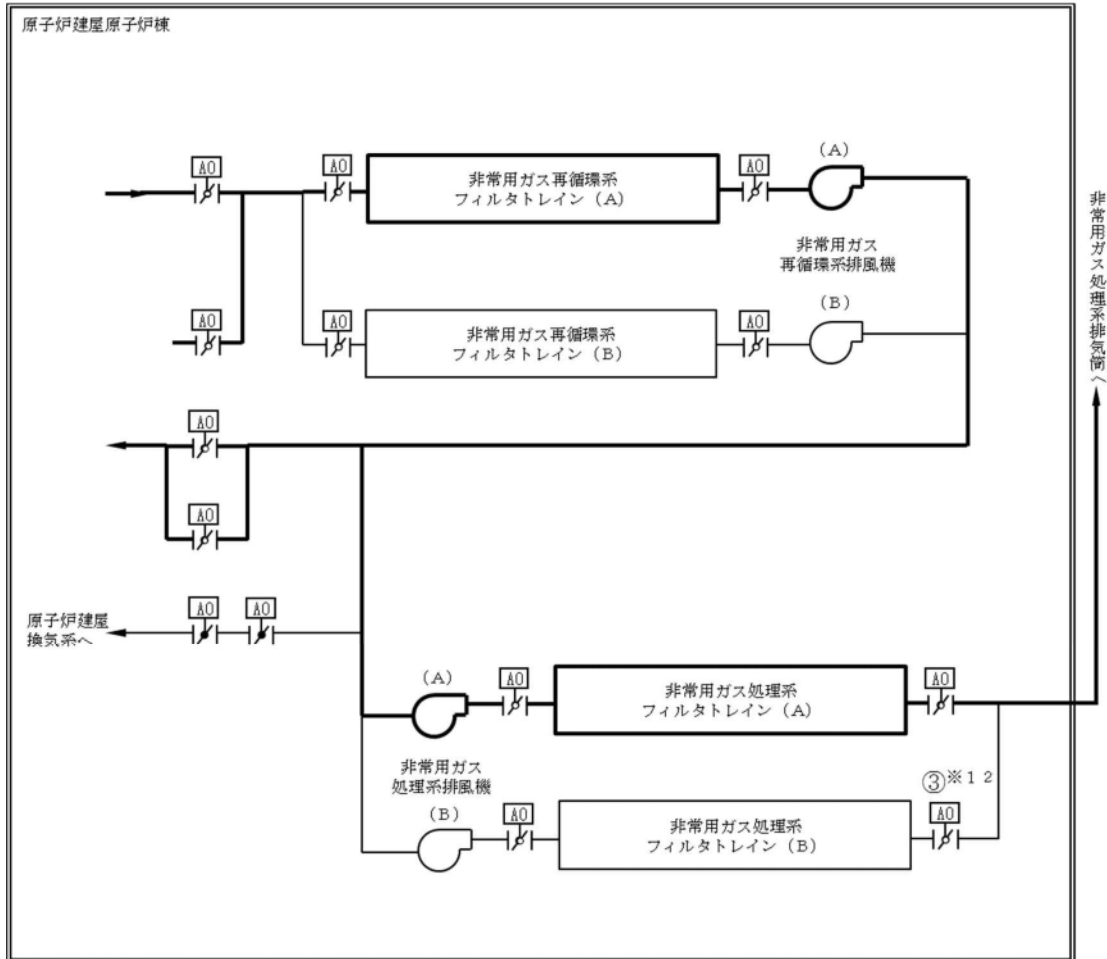 原子炉建屋原子炉棟
AO
AO
AO
(A)
非常用ガス再循環系
フィルタトレイン (A)
非常用ガス
再循環系排風機
(B)
AO
AO
AO
非常用ガス再循環系
フィルタトレイン (B)
非常用ガス処理系排気筒へ
AO
AO
AO
AO
原子炉建屋
換気系へ
(A)
AO
非常用ガス処理系
フィルタトレイン (A)
AO
非常用ガス
処理系排風機
(B)
AO
非常用ガス処理系
フィルタトレイン (B)
③※12
AO